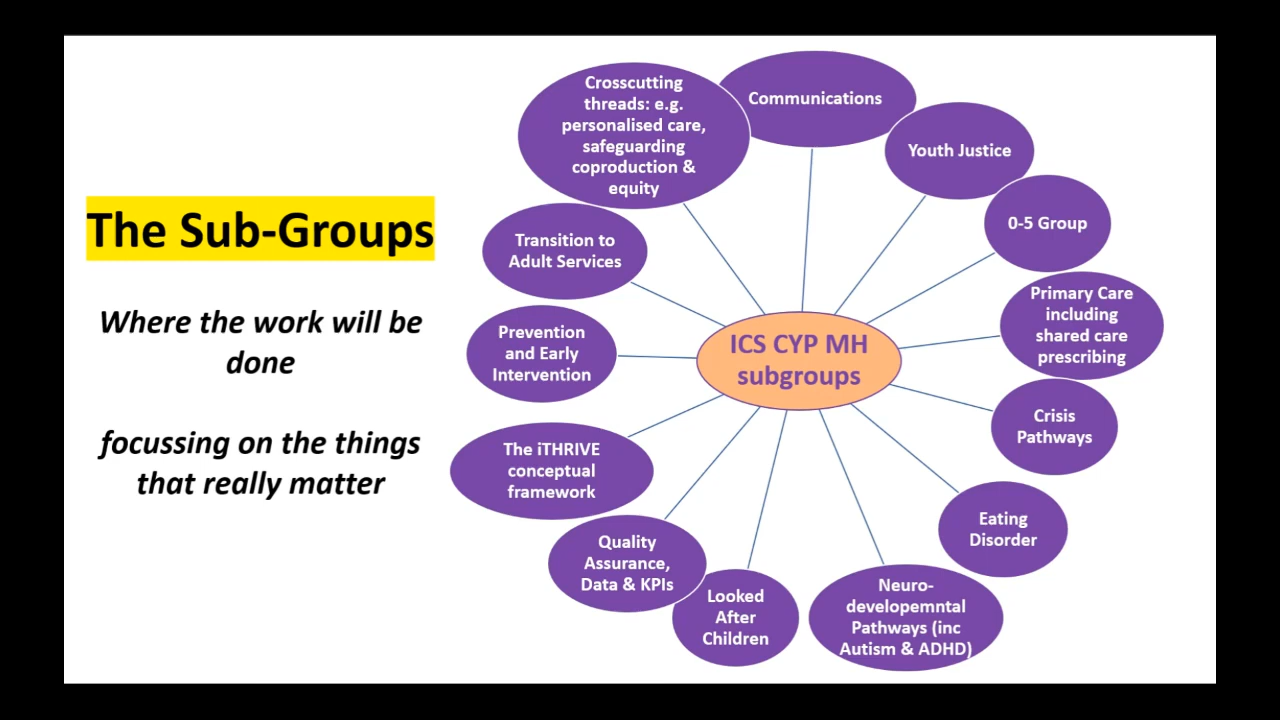 The Sub-Groups
Where the work will be
done
focussing on the things
that really matter
ICS CYP MH
subgroups
Communications
Youth Justice
0-5 Group
Primary Care
including
shared care
prescribing
Crisis
Pathways
Eating
Disorder
Neuro-
developemntal
Pathways (inc
Autism & ADHD)
Looked
After
Children
Quality
Assurance,
Data & KPIs
The iTHRIVE
conceptual
framework
Prevention
and Early
Intervention
Transition to
Adult Services
Crosscutting
threads: e.g.
personalised care,
safeguarding
coproduction &
equity